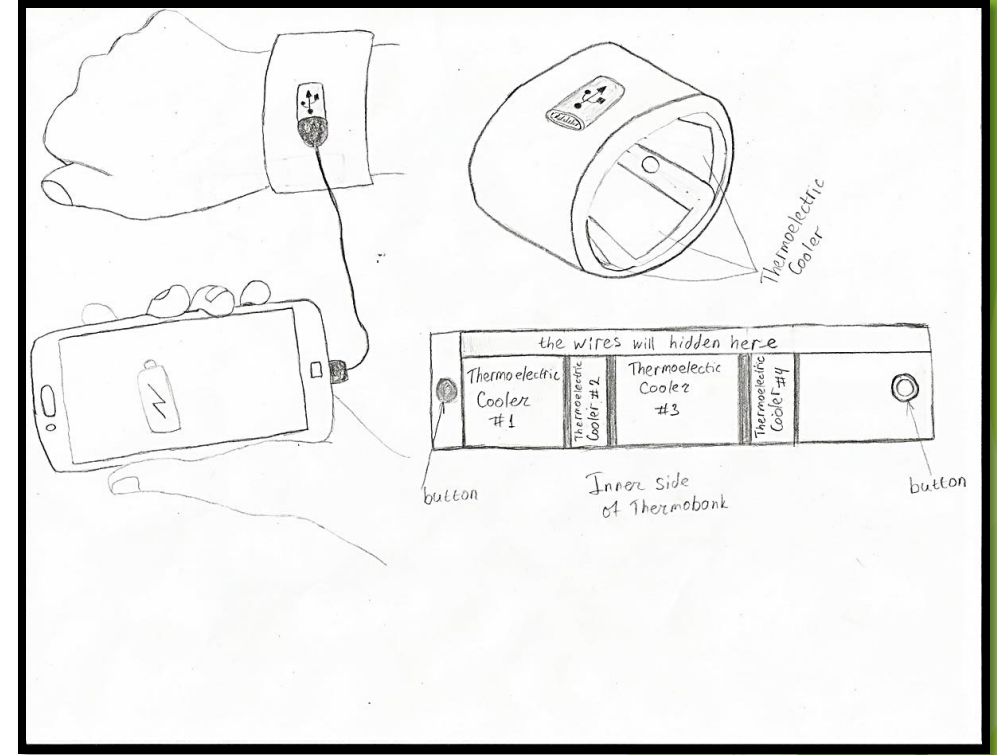 Thermoelectric
Cooler
the wires will hidden here
Thermoelectric
Cooler
#1
Thermoelectric
Cooler #2
Thermoelectic
Cooler
#3
Thermoelectric
Cooler #4
button
button
Inner side
of Thermobank